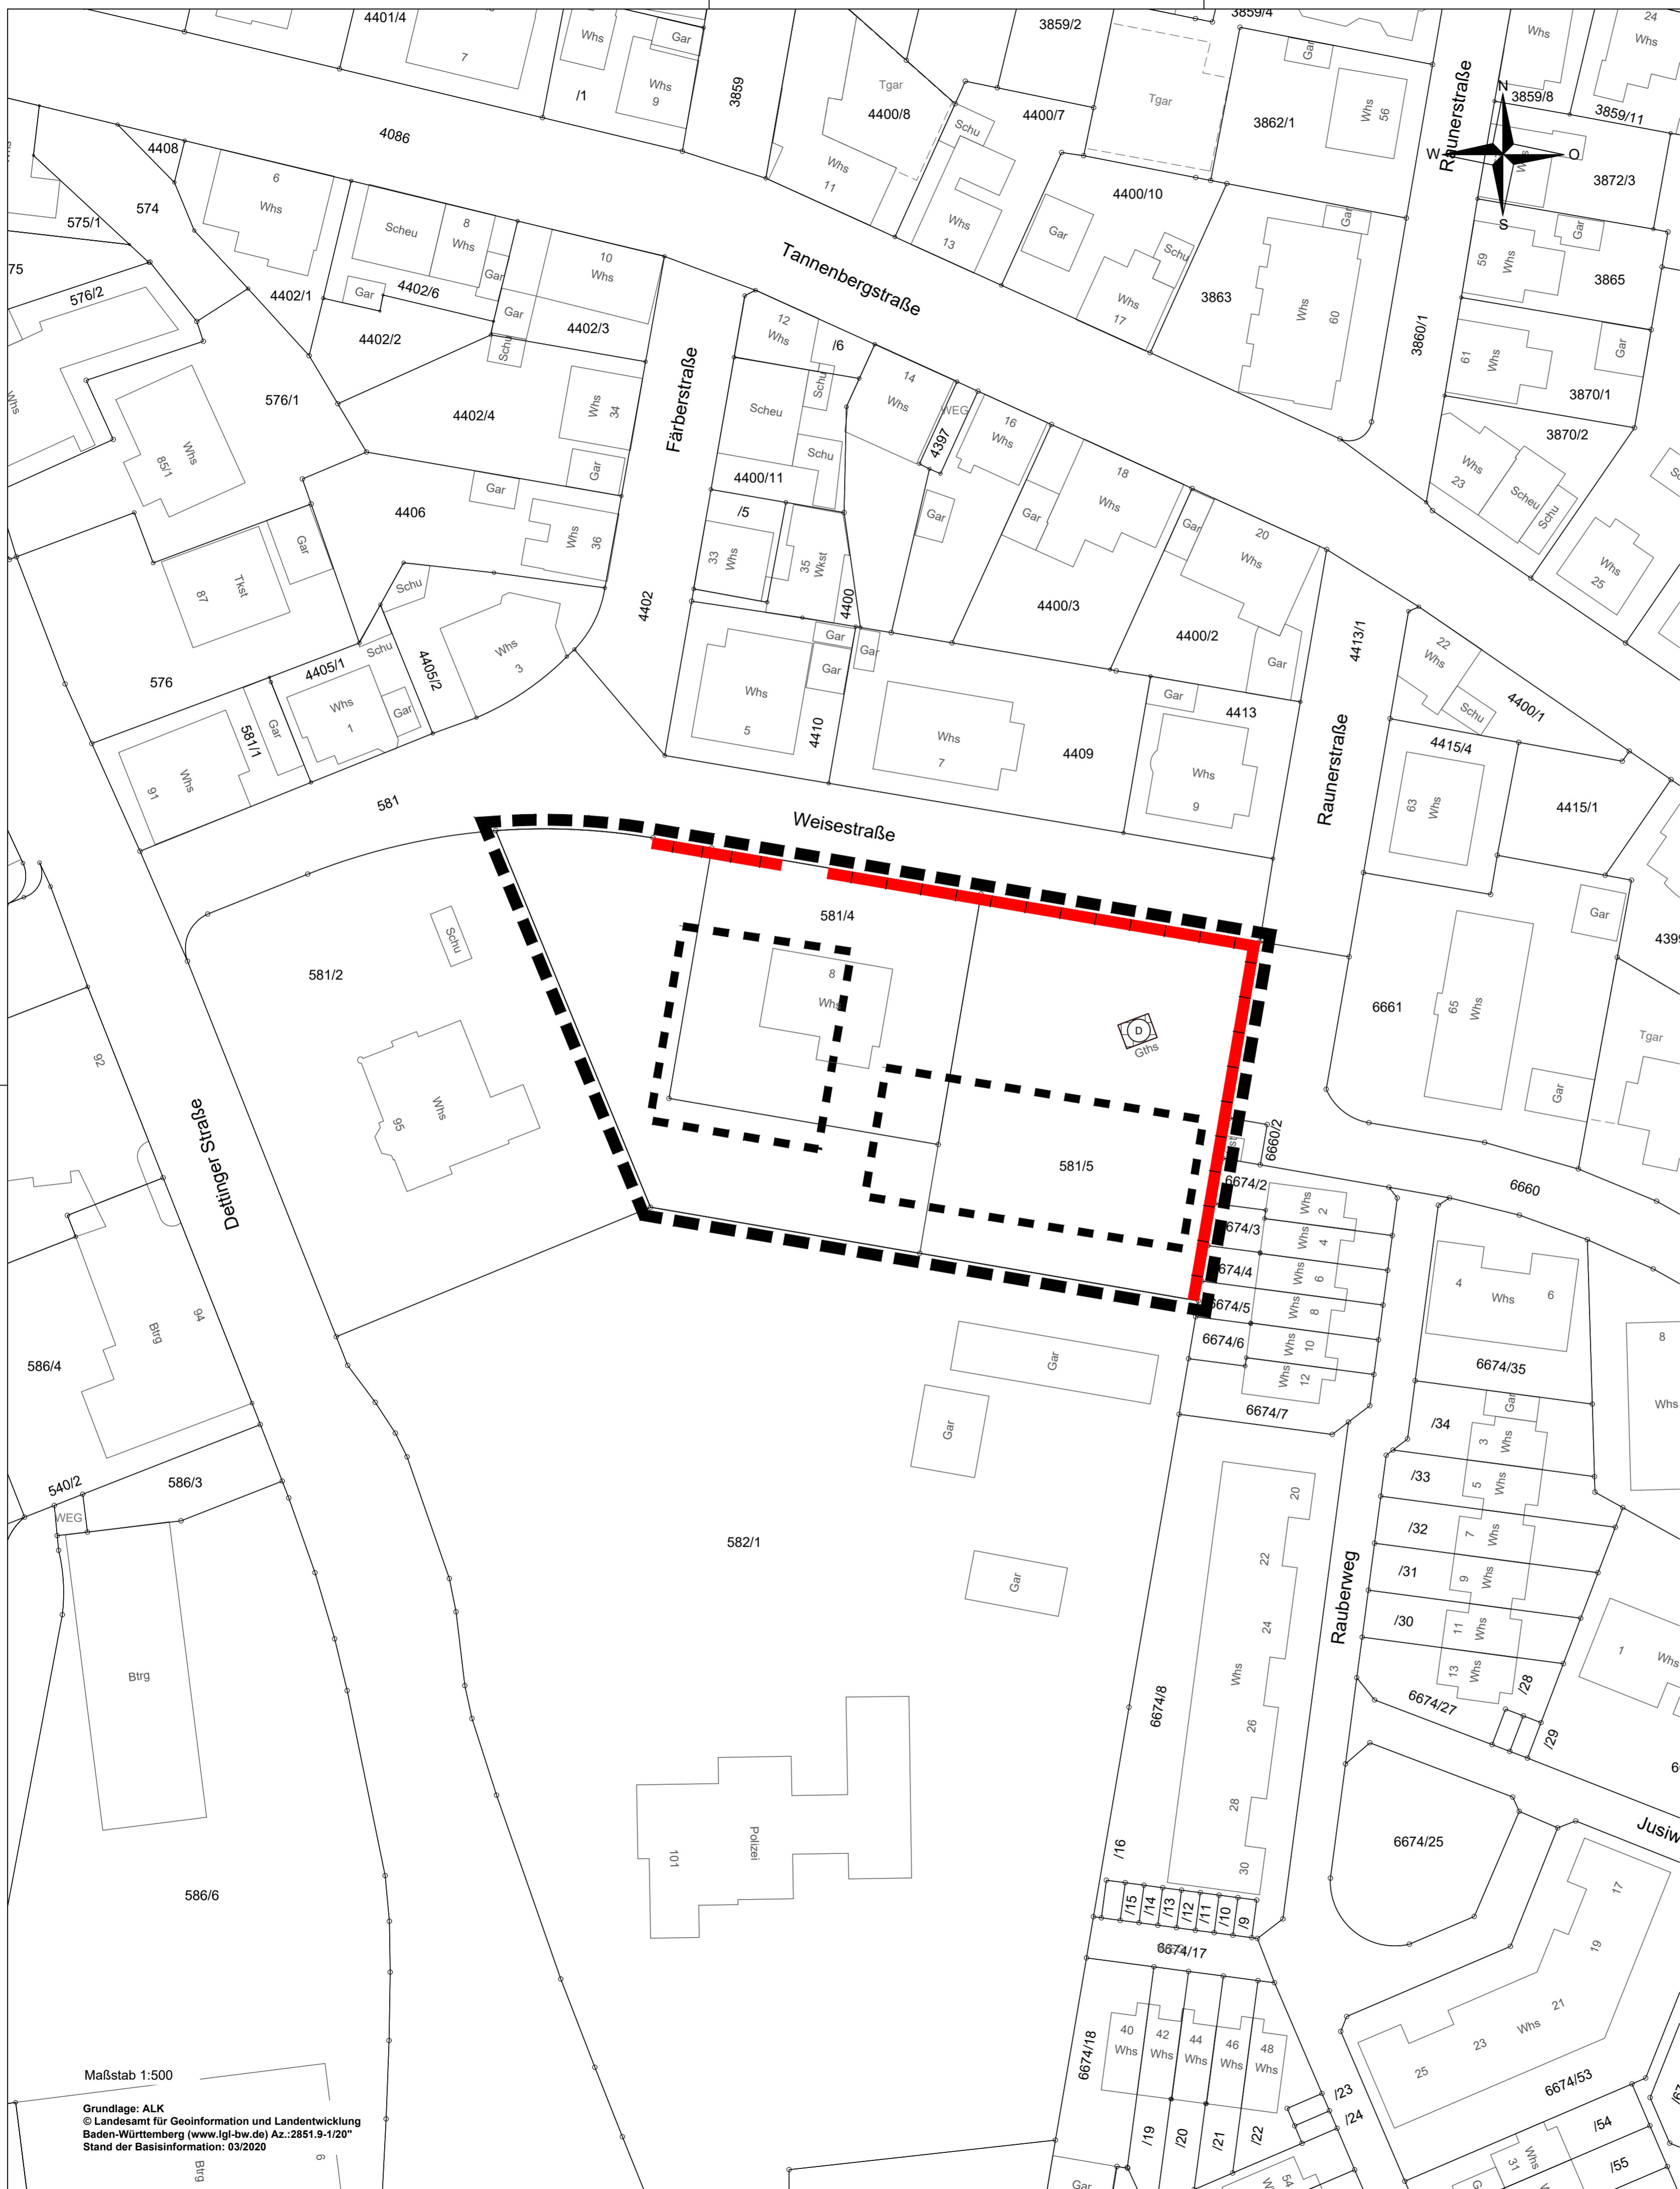 4401/4
7
Whs
Gar
Whs
9
/1
3859
4086
4408
3859/2
3859/4
Tgar
4400/8
4400/7
Schu
Whs
11
Whs
13
Tgar
Gar
3862/1
Whs
56
Raunerstraße
Whs
24
Whs
3859/8
3859/11
N
W
O
S
3872/3
Gar
59
Whs
3865
574
575/1
75
576/2
6
Whs
Scheu
8
Whs
Gar
10
Whs
4402/1
Gar
4402/6
Gar
4402/3
4402/2
Schu
Tannenbergstraße
4400/10
Gar
Schu
Whs
17
3863
Gar
Whs
60
3860/1
61
Whs
Gar
3870/1
3870/2
Whs
23
Scheu
Schu
Whs
25
Färberstraße
12
Whs
/6
Schu
Scheu
Schu
14
Whs
WEG
4397
16
Whs
18
Whs
Gar
Gar
Gar
20
Whs
4400/11
/5
33
Whs
35
Wkst
4400
4400/3
4400/2
Gar
Whs
576/1
85/1
Whs
4402/4
Whs
34
Gar
Gar
4406
Whs
36
Gar
87
Tkst
Schu
Whs
3
4402
576
4405/1
Schu
4405/2
Whs
1
Gar
Gar
581/1
91
Whs
581
Gar
Gar
Gar
Whs
5
4410
Whs
7
4409
Gar
4413
Whs
9
4413/1
Raunerstraße
22
Whs
Schu
4400/1
4415/4
63
Whs
4415/1
Weisestraße
581/4
8
Whs
D
Gths
581/5
581/2
Schu
95
Whs
Dettinger Straße
92
6661
65
Whs
Gar
Tgar
Gar
6660/2
6660
6674/2
6674/3
674/4
6674/5
6674/6
6674/7
Whs
2
Whs
4
Whs
6
Whs
8
Whs
10
Whs
12
4
Whs
6
6674/35
8
Whs
94
Btrg
586/4
540/2
WEG
586/3
Btrg
586/6
582/1
Gar
Gar
Gar
101
Polizei
6674/8
20
22
24
Whs
26
28
30
Rauberweg
Gar
/34
3
Whs
/33
5
Whs
/32
7
Whs
/31
9
Whs
/30
11
Whs
13
Whs
6674/27
/28
/29
1
Whs
6674/25
Jusiw
17
19
21
Whs
23
25
6674/53
/16
/15
/14
/13
/12
/11
/10
/9
6674/17
6674/18
40
Whs
42
Whs
44
Whs
46
Whs
48
Whs
/19
/20
/21
/22
/23
/24
/54
/55
31
Whs
54
Gar
Maßstab 1:500
Grundlage: ALK
© Landesamt für Geoinformation und Landentwicklung
Baden-Württemberg (www.lgl-bw.de) Az.:2851.9-1/20"
Stand der Basisinformation: 03/2020
Btrg